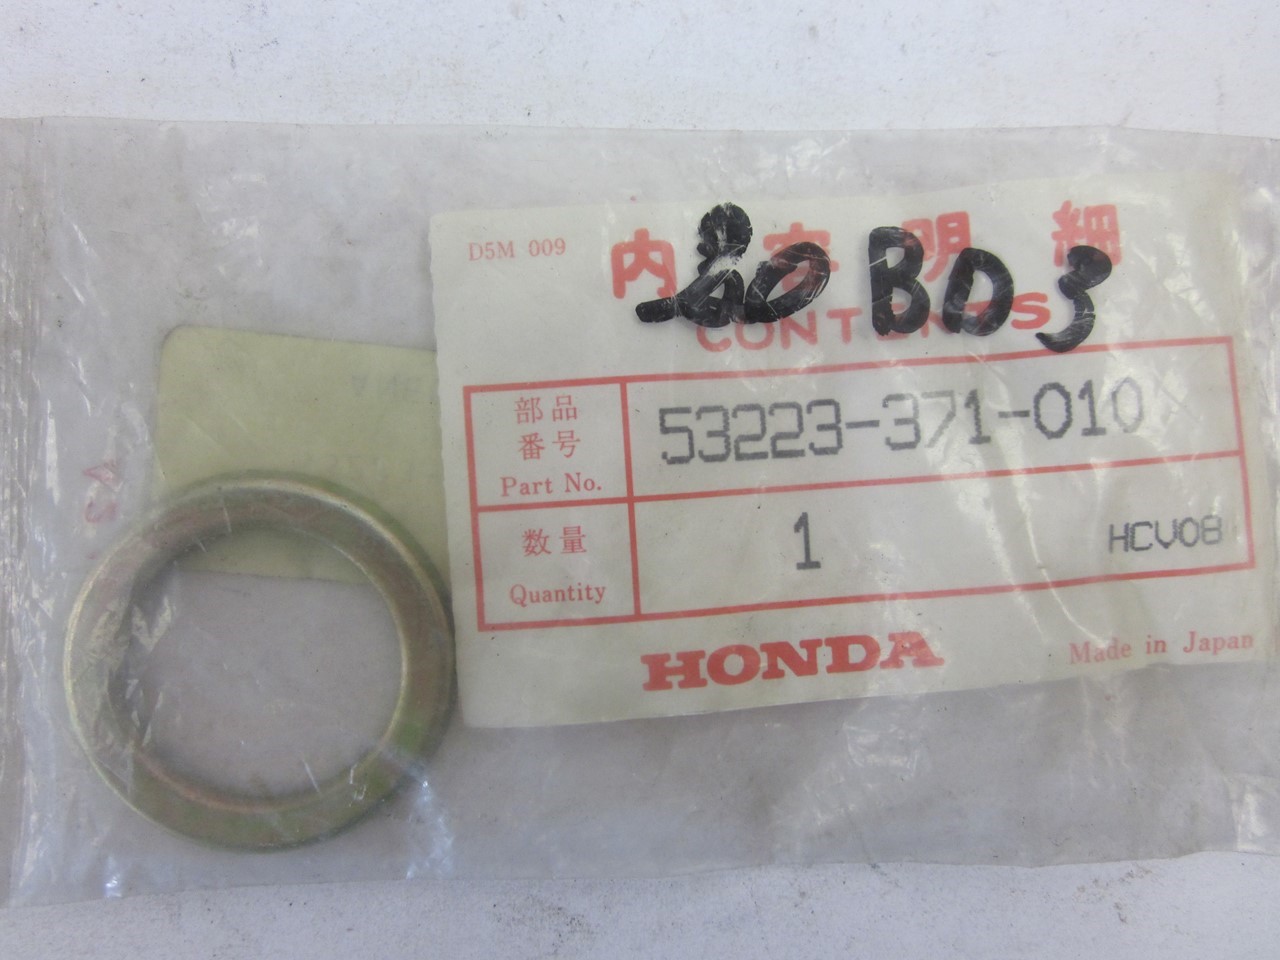 D5M 009
内容明細
BD3
CONTENTS
部品
番号
Part No.
53223-371-010
数量
Quantity
1
HCV08
HONDA
Made in Japan